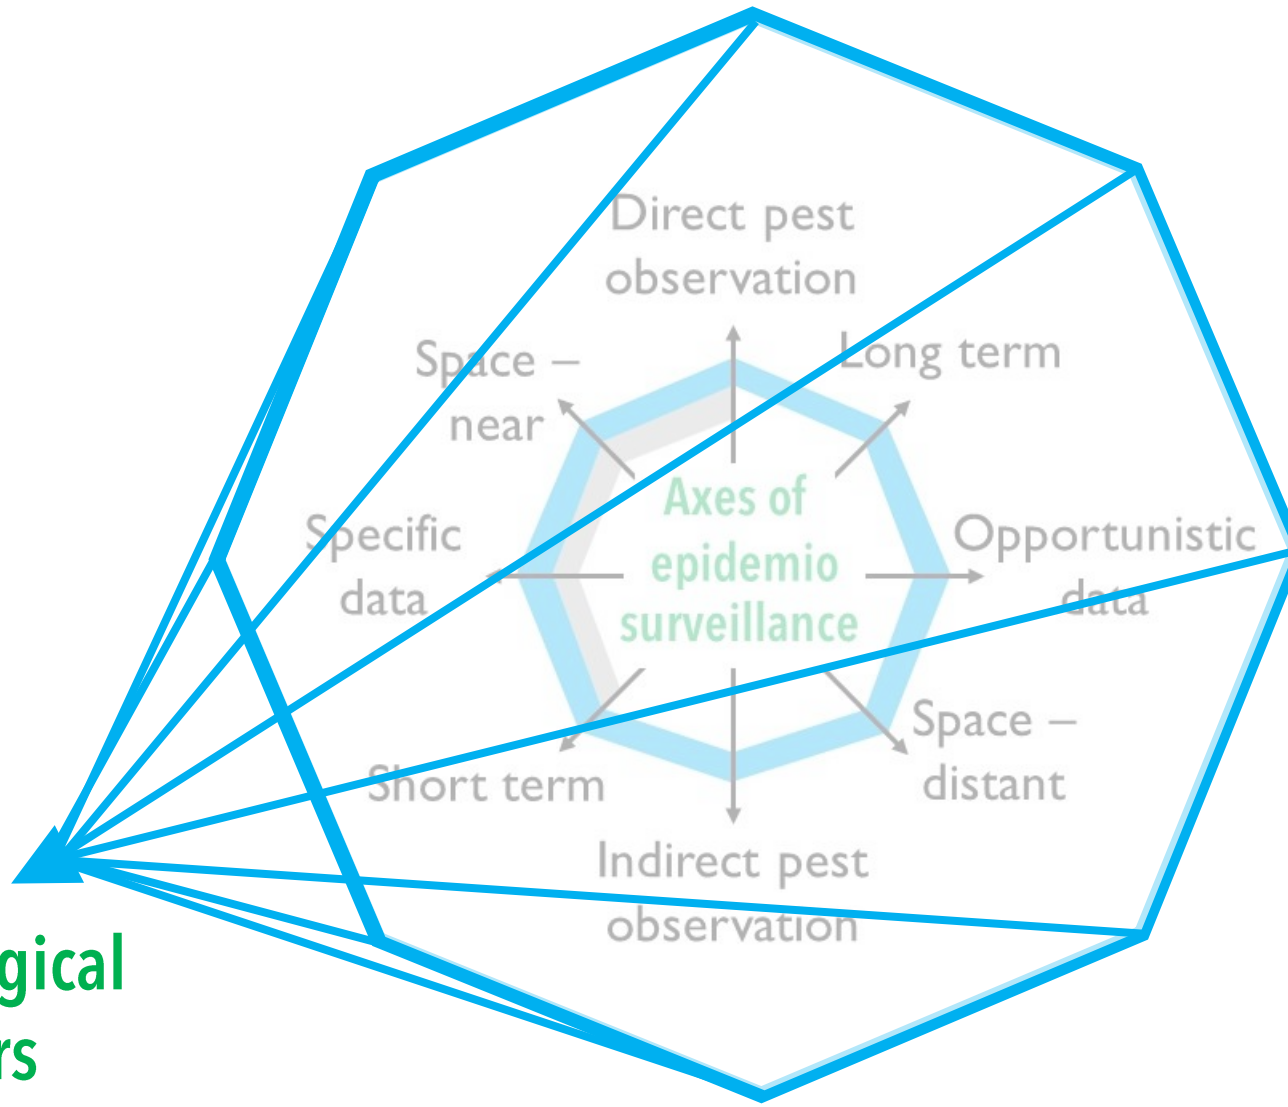 Direct pest
observation
Long term
Space –
near
Axes of
epidemio
surveillance
Specific
data
Opportunistic
data
Space –
distant
Short term
Indirect pest
observation
gical
rs